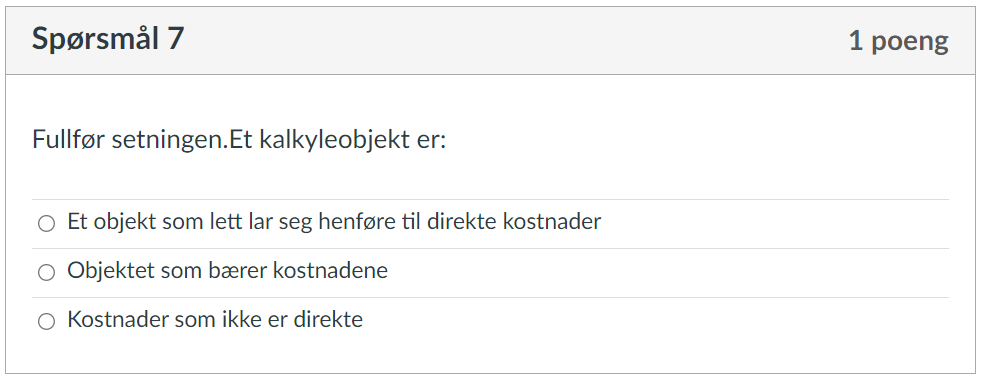 Spørsmål 7
1 poeng
Fullfør setningen.Et kalkyleobjekt er:
Et objekt som lett lar seg henføre til direkte kostnader
Objektet som bærer kostnadene
Kostnader som ikke er direkte